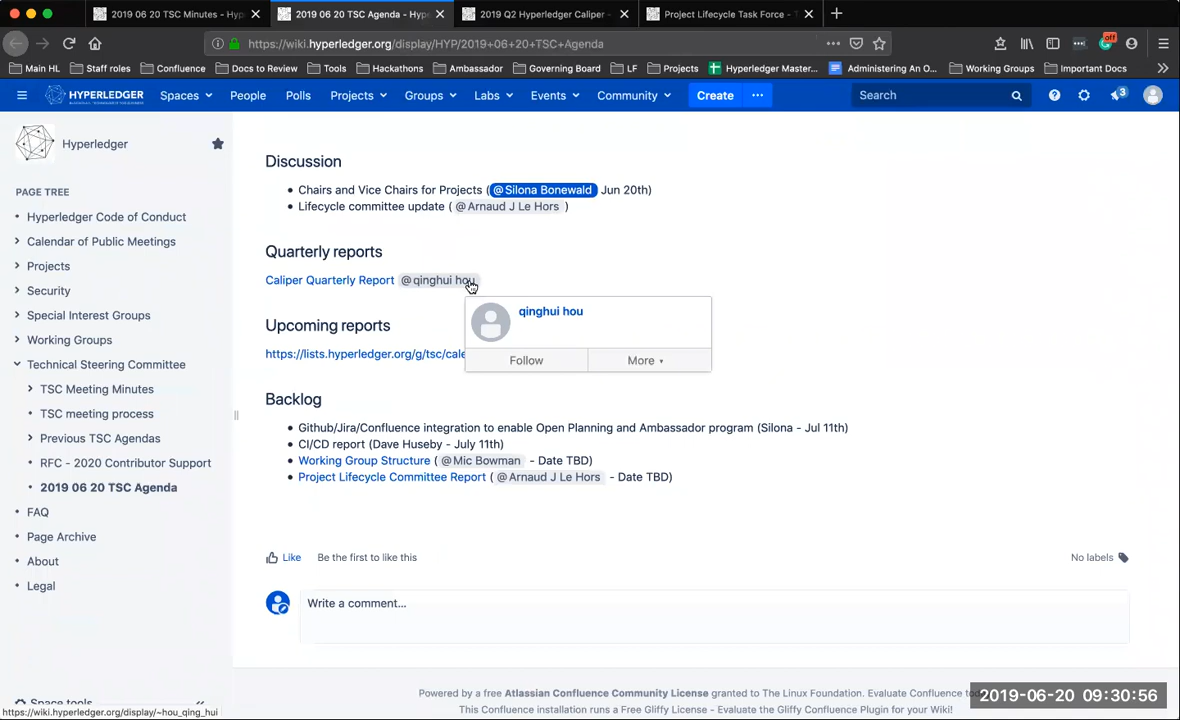 2019 06 20 TSC Minutes - Hyp
2019 06 20 TSC Agenda - Hype
2019 Q2 Hyperledger Caliper -
Project Lifecycle Task Force -
https://wiki.hyperledger.org/display/HYP/2019+06+20+TSC+Agenda
off
Main HL
Staff roles
Confluence
Docs to Review
Tools
Hackathons
Ambassador
Governing Board
LF
Projects
Hyperledger Master...
Administering An O...
Working Groups
Important Docs
HYPERLEDGER
Spaces
People
Polls
Projects
Groups
Labs
Events
Community
Create
Search
3
Hyperledger
PAGE TREE
Hyperledger Code of Conduct
Calendar of Public Meetings
Projects
Security
Special Interest Groups
Working Groups
Technical Steering Committee
TSC Meeting Minutes
TSC meeting process
Previous TSC Agendas
RFC - 2020 Contributor Support
2019 06 20 TSC Agenda
FAQ
Page Archive
About
Legal
Space tools
https://wiki.hyperledger.org/display/~hou_qing_hui
Discussion
Chairs and Vice Chairs for Projects (@Silona Bonewald Jun 20th)
Lifecycle committee update ( @Arnaud J Le Hors )
Quarterly reports
Caliper Quarterly Report @qinghui hou
qinghui hou
Follow
More
Upcoming reports
https://lists.hyperledger.org/g/tsc/cale
Backlog
Github/Jira/Confluence integration to enable Open Planning and Ambassador program (Silona - Jul 11th)
CI/CD report (Dave Huseby - July 11th)
Working Group Structure ( @Mic Bowman - Date TBD)
Project Lifecycle Committee Report ( @Arnaud J Le Hors - Date TBD)
Like
Be the first to like this
No labels
Write a comment...
Powered by a free Atlassian Confluence Community License granted to The Linux Foundation. Evaluate Confluence
This Confluence installation runs a Free Gliffy License - Evaluate the Gliffy Confluence Plugin for your Wiki!
2019-06-20 09:30:56